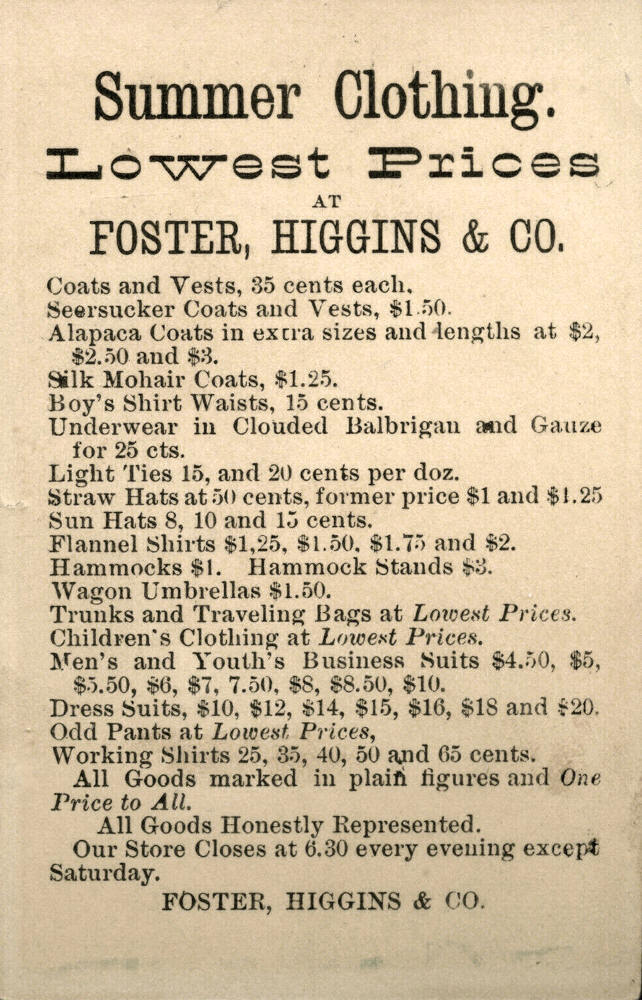 Summer Clothing.
Lowest Prices
AT
FOSTER, HIGGINS & CO.
Coats and Vests, 35 cents each.
Seersucker Coats and Vests, $1.50.
Alapaca Coats in extra sizes and lengths at $2,
$2.50 and $3.
Silk Mohair Coats, $1.25.
Boy's Shirt Waists, 15 cents.
Underwear in Clouded Balbrigan and Gauze
for 25 cts.
Light Ties 15, and 20 cents per doz.
Straw Hats at 50 cents, former price $1 and $1.25
Sun Hats 8, 10 and 15 cents.
Flannel Shirts $1,25, $1.50, $1.75 and $2.
Hammocks $1. Hammock Stands $3.
Wagon Umbrellas $1.50.
Trunks and Traveling Bags at Lowest Prices.
Children's Clothing at Lowest Prices.
Men's and Youth's Business Suits $4.50, $5,
$5.50, $6, $7, 7.50, $8, $8.50, $10.
Dress Suits, $10, $12, $14, $15, $16, $18 and $20.
Odd Pants at Lowest Prices,
Working Shirts 25, 35, 40, 50 and 65 cents.
All Goods marked in plain figures and One
Price to All.
All Goods Honestly Represented.
Our Store Closes at 6.30 every evening except
Saturday.
FOSTER, HIGGINS & CO.